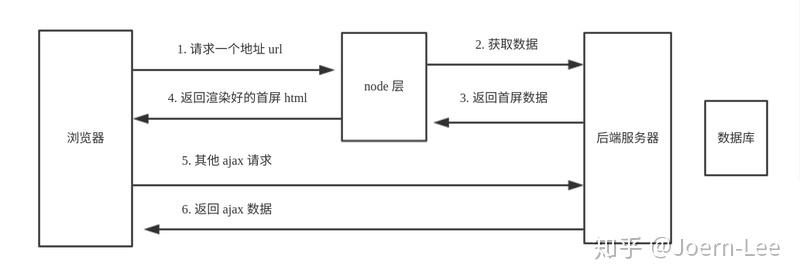 1. 请求一个地址 url
2. 获取数据
node 层
4. 返回渲染好的首屏 html
3. 返回首屏数据
浏览器
后端服务器
数据库
5. 其他 ajax 请求
6. 返回 ajax 数据
知乎 @Joern-Lee